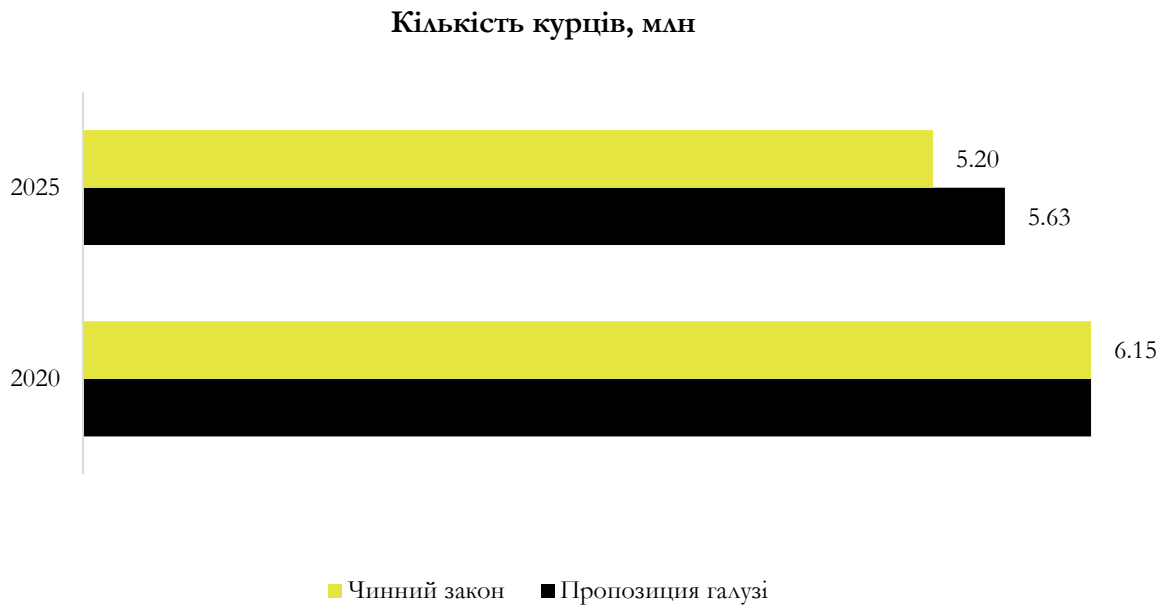 Кількість курців, млн
5.20
2025
5.63
6.15
2020
Чинний закон Пропозиция галузі